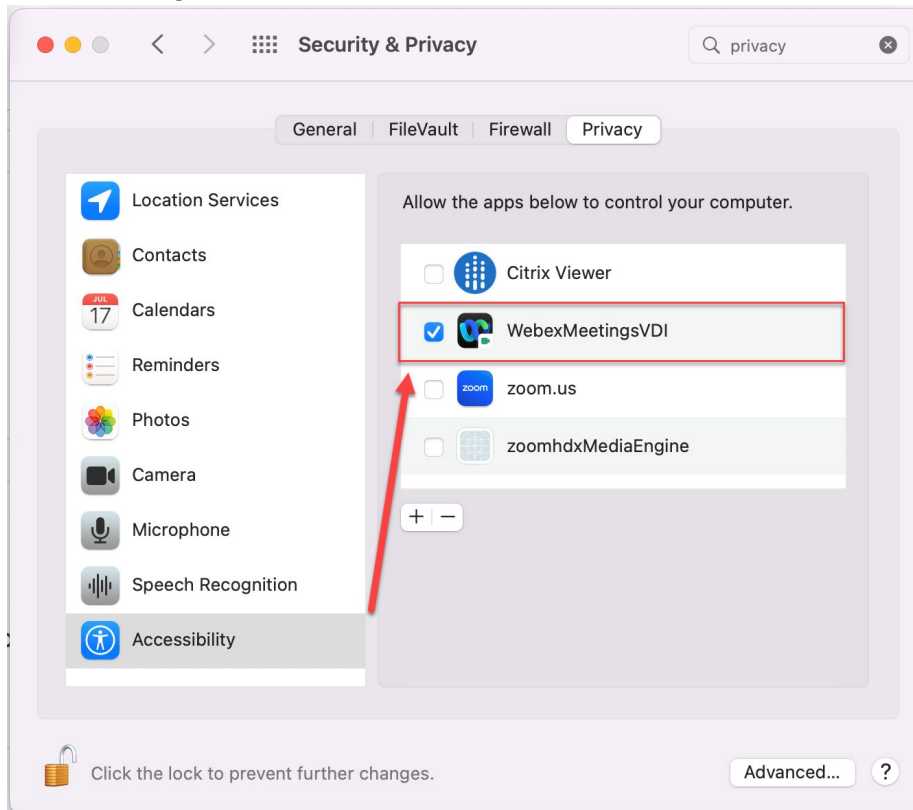 Security & Privacy
privacy
General FileVault Firewall Privacy
Location Services
Contacts
JUL
17
Calendars
Reminders
Photos
Camera
Microphone
Speech Recognition
Accessibility
Allow the apps below to control your computer.
Citrix Viewer
WebexMeetingsVDI
zoom
zoom.us
zoomhdxMediaEngine
+ −
Click the lock to prevent further changes.
Advanced... ?